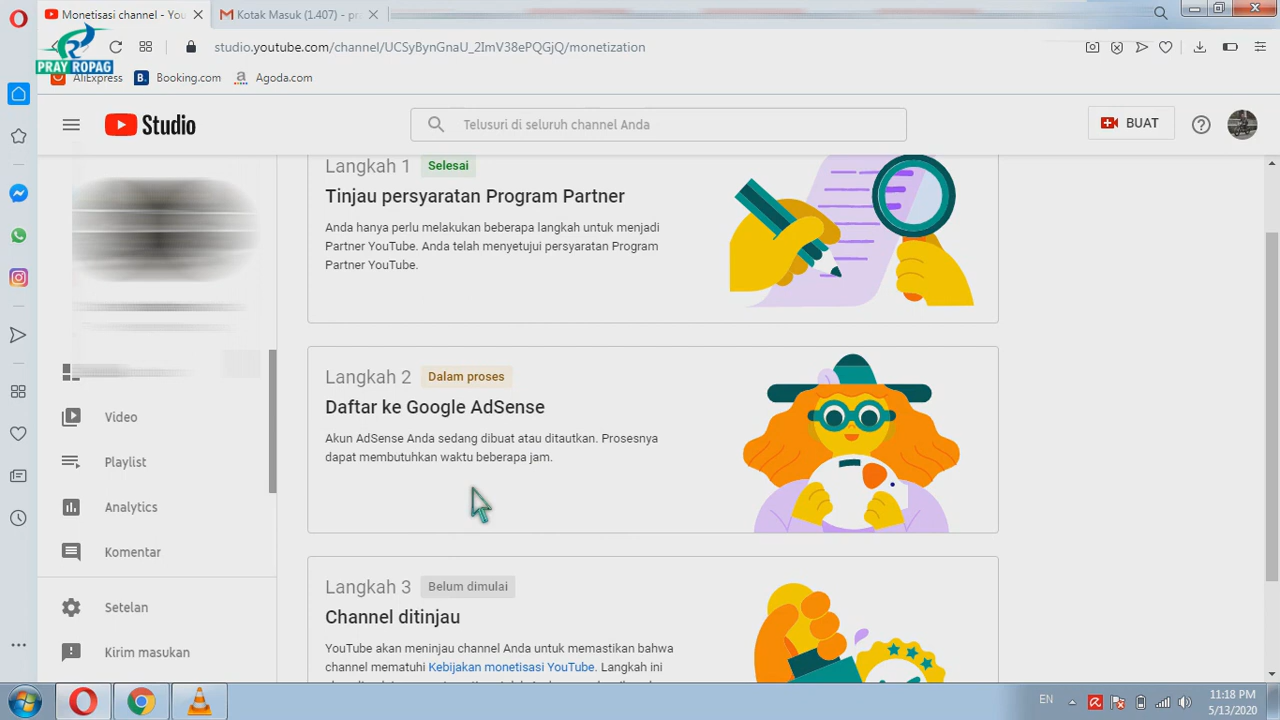 Monetisasi channel - You
Kotak Masuk (1.407) - pr
studio.youtube.com/channel/UCSyBynGnaU_2ImV38ePQGjQ/monetization
PRAY ROPAG
AliExpress
B. Booking.com
a Agoda.com
Studio
Telusuri di seluruh channel Anda
BUAT
Langkah 1 Selesai
Tinjau persyaratan Program Partner
Anda hanya perlu melakukan beberapa langkah untuk menjadi
Partner YouTube. Anda telah menyetujui persyaratan Program
Partner YouTube.
Langkah 2 Dalam proses
Daftar ke Google AdSense
Akun AdSense Anda sedang dibuat atau ditautkan. Prosesnya
dapat membutuhkan waktu beberapa jam.
Langkah 3 Belum dimulai
Channel ditinjau
YouTube akan meninjau channel Anda untuk memastikan bahwa
channel mematuhi Kebijakan monetisasi YouTube. Langkah ini
Video
Playlist
Analytics
Komentar
Setelan
Kirim masukan
EN
11:18 PM
5/13/2020